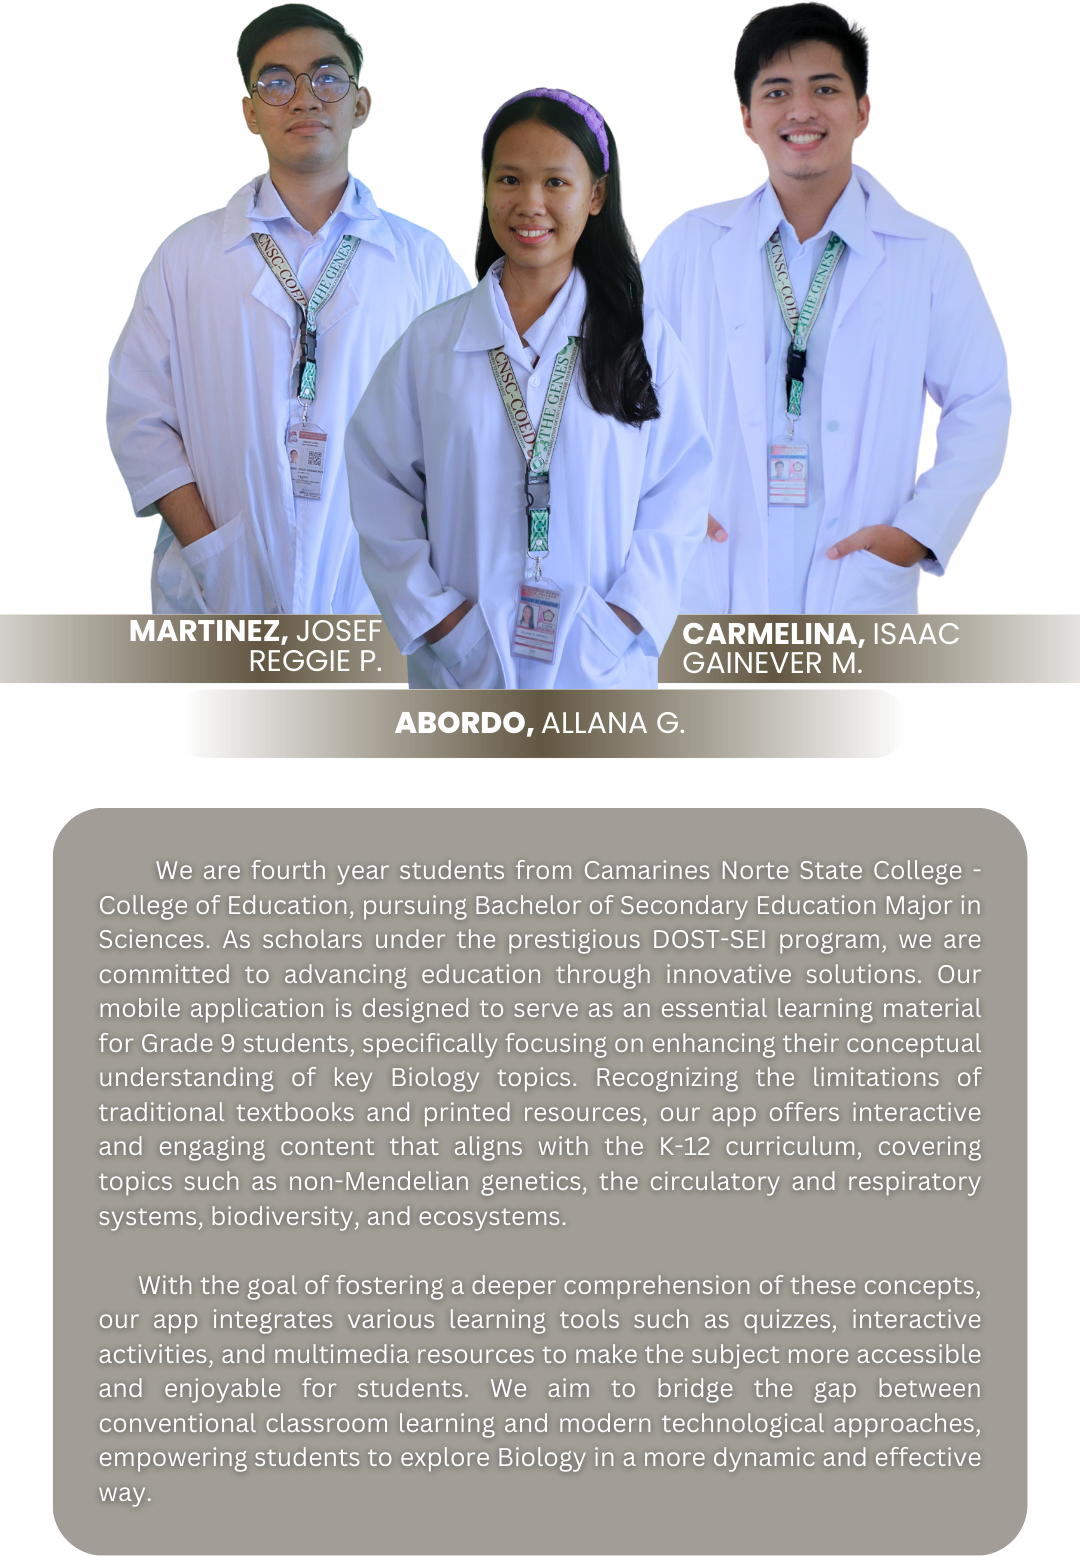 CNSC-COED
THE GENES
CNSC-COED
THE GENES
CNSC-COED
THE GENES
MARTINEZ, JOSEF
REGGIE P.
CARMELINA, ISAAC
GAINEVER M.
ABORDO, ALLANA G.
We are fourth year students from Camarines Norte State College -
College of Education, pursuing Bachelor of Secondary Education Major in
Sciences. As scholars under the prestigious DOST-SEI program, we are
committed to advancing education through innovative solutions. Our
mobile application is designed to serve as an essential learning material
for Grade 9 students, specifically focusing on enhancing their conceptual
understanding of key Biology topics. Recognizing the limitations of
traditional textbooks and printed resources, our app offers interactive
and engaging content that aligns with the K-12 curriculum, covering
topics such as non-Mendelian genetics, the circulatory and respiratory
systems, biodiversity, and ecosystems.
With the goal of fostering a deeper comprehension of these concepts,
our app integrates various learning tools such as quizzes, interactive
activities, and multimedia resources to make the subject more accessible
and enjoyable for students. We aim to bridge the gap between
conventional classroom learning and modern technological approaches,
empowering students to explore Biology in a more dynamic and effective
way.